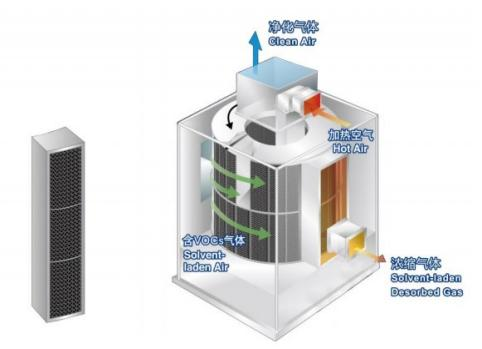 净化气体
Clean Air
加热空气
Hot Air
含VOCs气体
Solvent-
laden Air
浓缩气体
Solvent-laden
Desorbed Gas